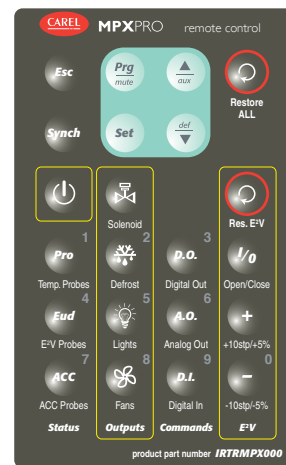 CAREL MPXPRO remote control
Esc
Prg
mute
aux
Restore
ALL
Synch
Set
def
Solenoid
Res. E²V
1
2
3
Pro
D.O.
I/0
Temp. Probes
Defrost
Digital Out
Open/Close
4
5
6
Eud
A.O.
+
E²V Probes
Lights
Analog Out
+10stp/+5%
7
8
9
0
ACC
D.I.
-
ACC Probes
Fans
Digital In
-10stp/-5%
Status
Outputs
Commands
E²V
product part number IRTRMPX000